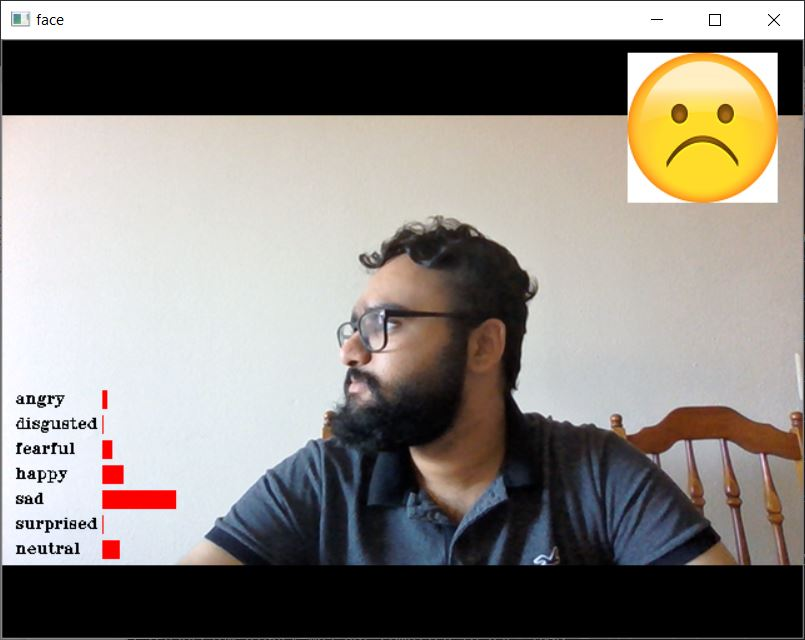 face
angry
disgusted
fearful
happy
sad
surprised
neutral